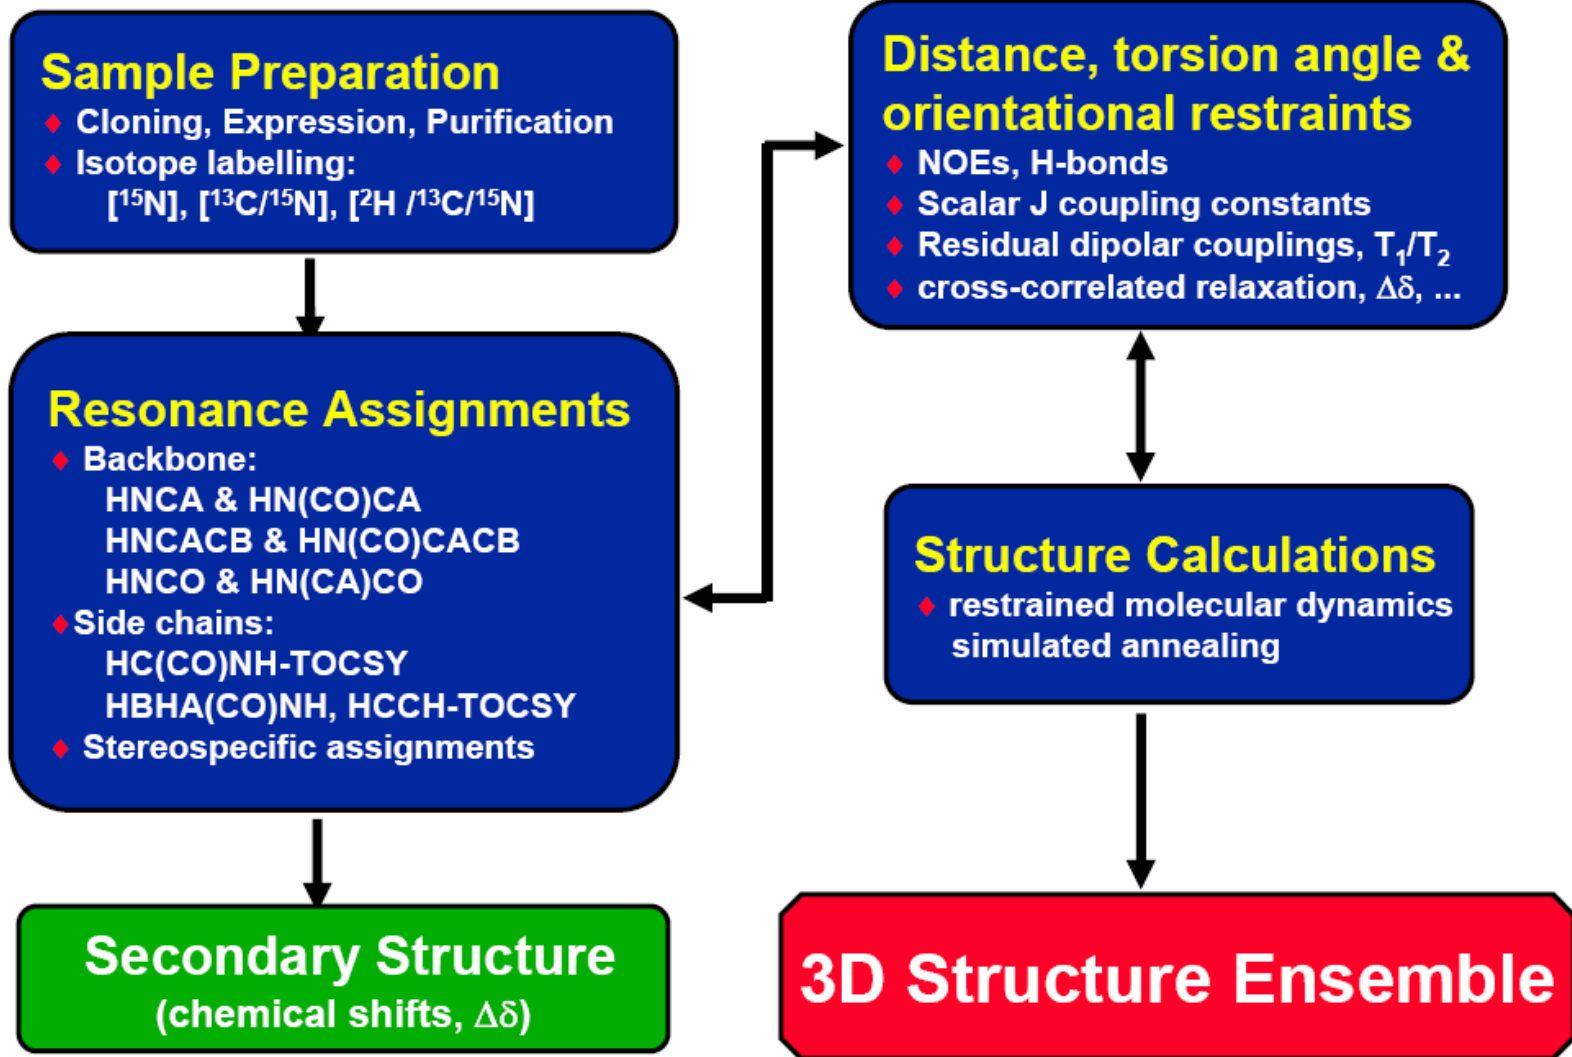 Sample Preparation
♦ Cloning, Expression, Purification
♦ Isotope labelling:
[¹⁵N], [¹³C/¹⁵N], [²H /¹³C/¹⁵N]
Resonance Assignments
♦ Backbone:
HNCA & HN(CO)CA
HNCACB & HN(CO)CACB
HNCO & HN(CA)CO
♦ Side chains:
HC(CO)NH-TOCSY
HBHA(CO)NH, HCCH-TOCSY
♦ Stereospecific assignments
Secondary Structure
(chemical shifts, Δδ)
Distance, torsion angle &
orientational restraints
♦ NOEs, H-bonds
♦ Scalar J coupling constants
♦ Residual dipolar couplings, T₁/T₂
♦ cross-correlated relaxation, Δδ, ...
Structure Calculations
♦ restrained molecular dynamics
simulated annealing
3D Structure Ensemble